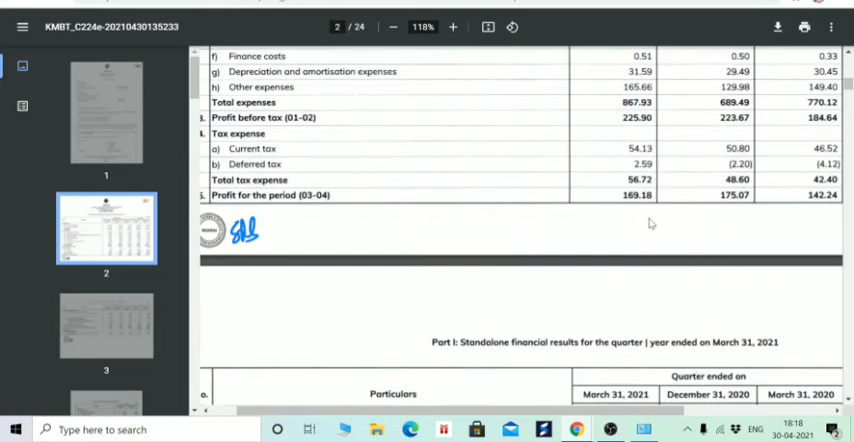 KMBT_C224e-20210430135233
2 / 24
118%
f) Finance costs 0.51 0.50 0.33
g) Depreciation and amortisation expenses 31.59 29.49 30.45
h) Other expenses 165.66 129.98 149.40
Total expenses 867.93 689.49 770.12
3. Profit before tax (01-02) 225.90 223.67 184.64
4. Tax expense
a) Current tax 54.13 50.80 46.52
b) Deferred tax 2.59 (2.20) (4.12)
Total tax expense 56.72 48.60 42.40
5. Profit for the period (03-04) 169.18 175.07 142.24
1
2
3
Part I: Standalone financial results for the quarter | year ended on March 31, 2021
Quarter ended on
o. Particulars March 31, 2021 December 31, 2020 March 31, 2020
Type here to search
ENG
18:18
30-04-2021
2